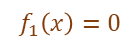 f₁(x) = 0